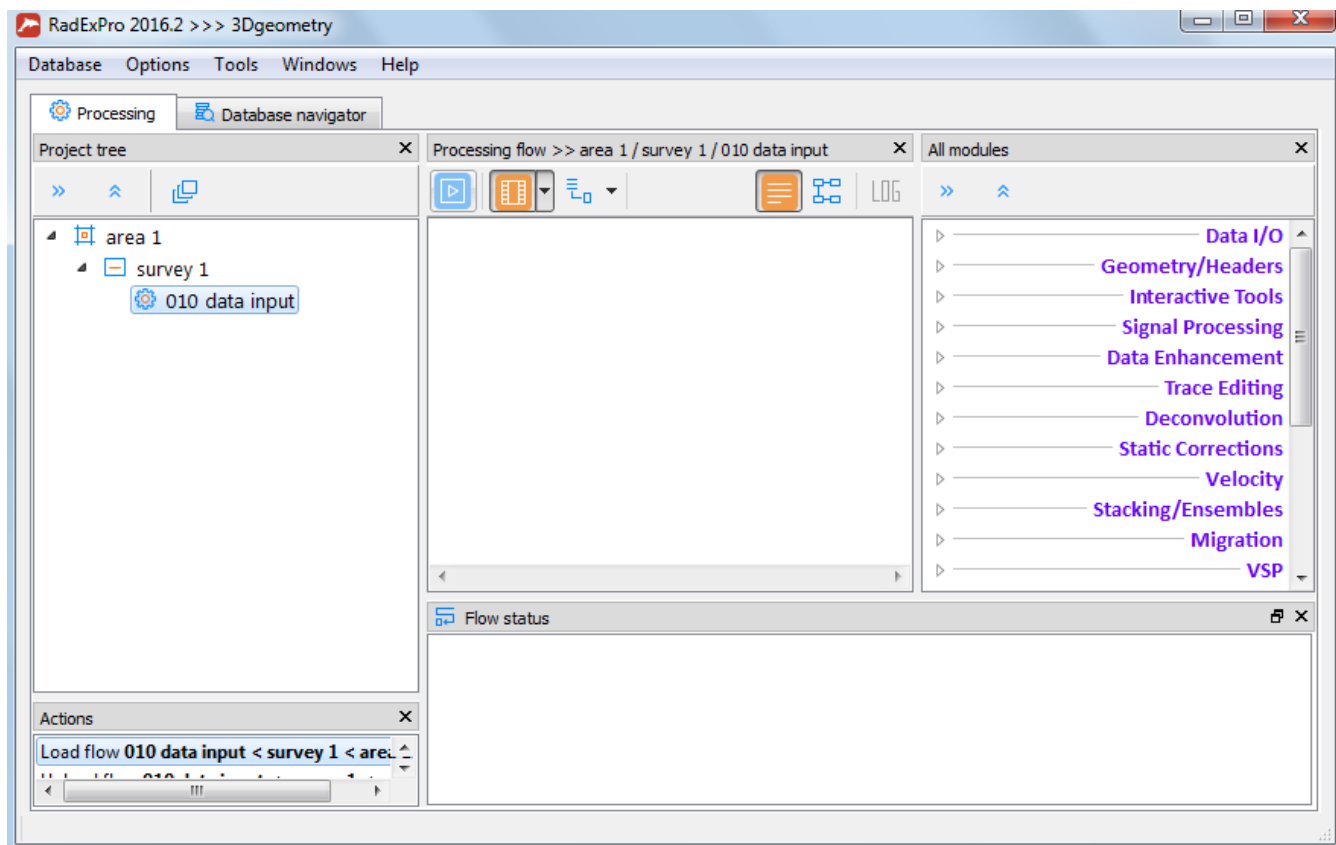 RadExPro 2016.2 >>> 3Dgeometry
Database Options Tools Windows Help
Processing Database navigator
Project tree
area 1
survey 1
010 data input
Actions
Load flow 010 data input < survey 1 < area
Processing flow >> area 1 / survey 1 / 010 data input
LOG
All modules
Data I/O
Geometry/Headers
Interactive Tools
Signal Processing
Data Enhancement
Trace Editing
Deconvolution
Static Corrections
Velocity
Stacking/Ensembles
Migration
VSP
Flow status